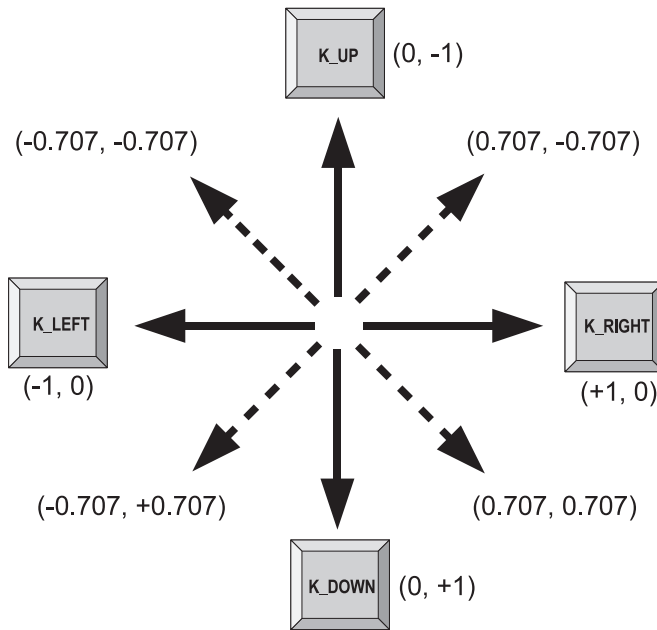 K_UP (0, -1)
(-0.707, -0.707) (0.707, -0.707)
K_LEFT K_RIGHT
(-1, 0) (+1, 0)
(-0.707, +0.707) (0.707, 0.707)
K_DOWN (0, +1)